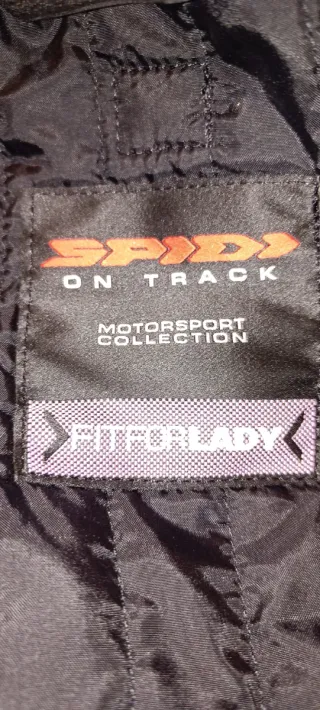 SPIDI
ON TRACK
MOTORSPORT
COLLECTION
FITFORLADY